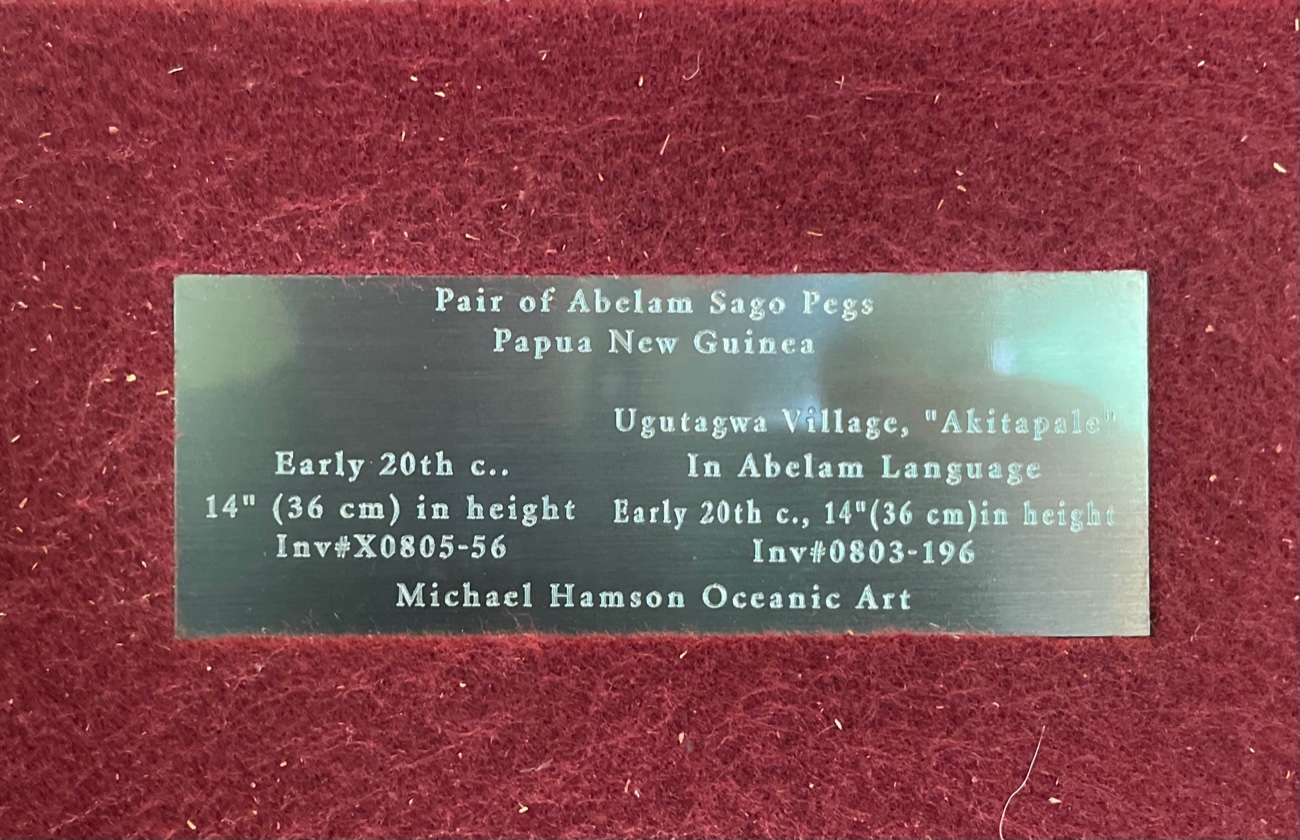 Pair of Abelam Sago Pegs
Papua New Guinea
Early 20th c..
14" (36 cm) in height
Inv#X0805-56
Ugutagwa Village, "Akitapale"
In Abelam Language
Early 20th c., 14"(36 cm)in height
Inv#0803-196
Michael Hamson Oceanic Art